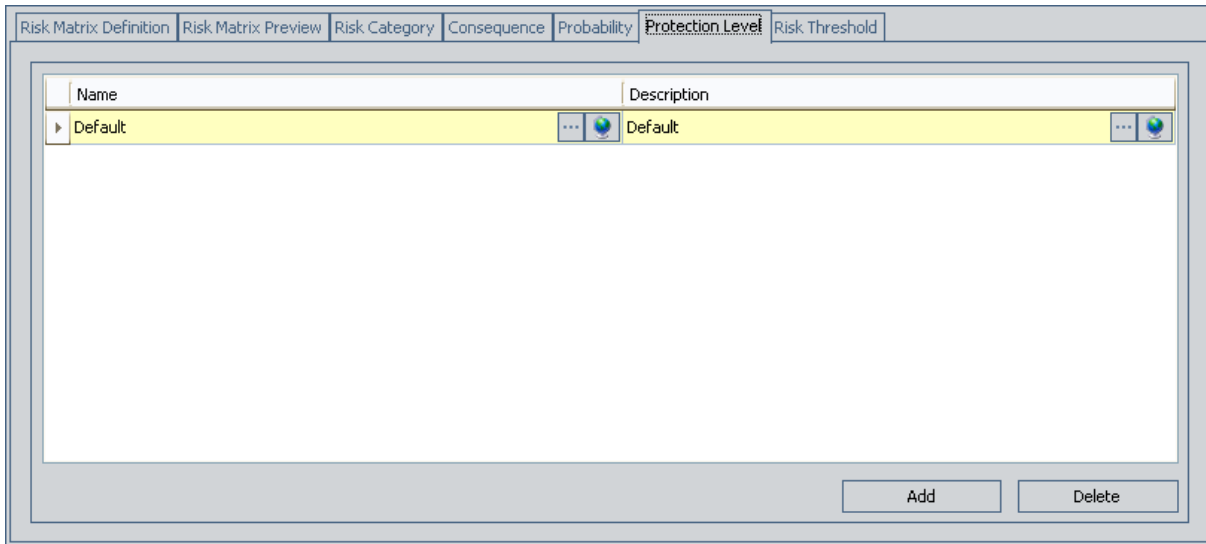 Risk Matrix Definition Risk Matrix Preview Risk Category Consequence Probability Protection Level Risk Threshold
Name Description
Default ... Default ...
Add Delete